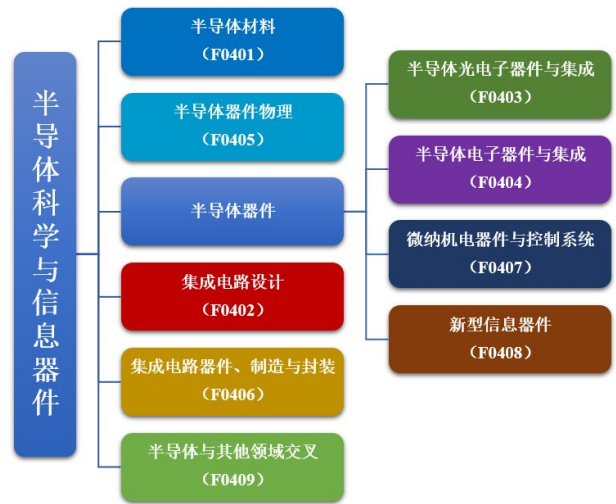 半导体科学与信息器件
半导体材料
（F0401）
半导体器件物理
（F0405）
半导体器件
集成电路设计
（F0402）
集成电路器件、制造与封装
（F0406）
半导体与其他领域交叉
（F0409）
半导体光电子器件与集成
（F0403）
半导体电子器件与集成
（F0404）
微纳机电器件与控制系统
（F0407）
新型信息器件
（F0408）